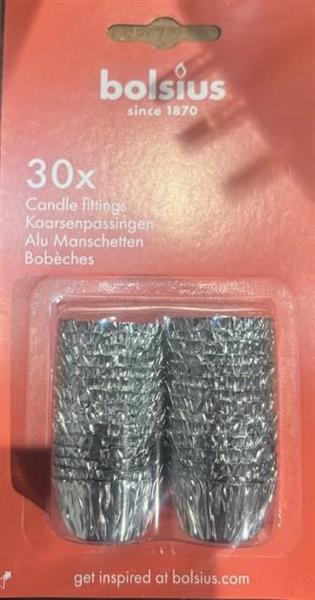 bolsius
since 1870
30x
Candle fittings
Kaarsenpassingen
Alu Manschetten
Bobèches
get inspired at bolsius.com